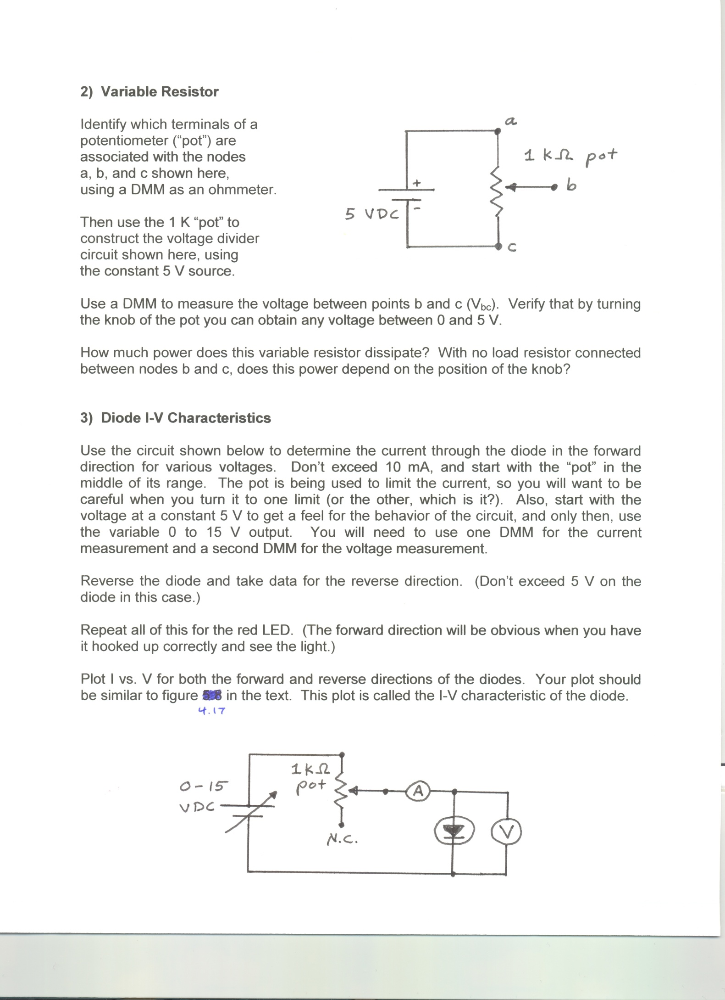 2) Variable Resistor
Identify which terminals of a
potentiometer (“pot”) are
associated with the nodes
a, b, and c shown here,
using a DMM as an ohmmeter.
Then use the 1 K “pot” to
construct the voltage divider
circuit shown here, using
the constant 5 V source.
a
1 kΩ pot
b
+
-
5 VDC
c
Use a DMM to measure the voltage between points b and c (Vbc). Verify that by turning
the knob of the pot you can obtain any voltage between 0 and 5 V.
How much power does this variable resistor dissipate? With no load resistor connected
between nodes b and c, does this power depend on the position of the knob?
3) Diode I-V Characteristics
Use the circuit shown below to determine the current through the diode in the forward
direction for various voltages. Don’t exceed 10 mA, and start with the “pot” in the
middle of its range. The pot is being used to limit the current, so you will want to be
careful when you turn it to one limit (or the other, which is it?). Also, start with the
voltage at a constant 5 V to get a feel for the behavior of the circuit, and only then, use
the variable 0 to 15 V output. You will need to use one DMM for the current
measurement and a second DMM for the voltage measurement.
Reverse the diode and take data for the reverse direction. (Don’t exceed 5 V on the
diode in this case.)
Repeat all of this for the red LED. (The forward direction will be obvious when you have
it hooked up correctly and see the light.)
Plot I vs. V for both the forward and reverse directions of the diodes. Your plot should
be similar to figure in the text. This plot is called the I-V characteristic of the diode.
4.17
1kΩ
pot
0-15
VDC
A
V
N.C.